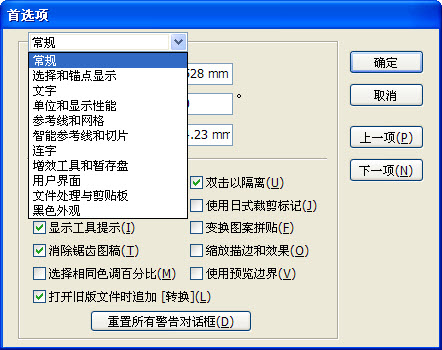 首选项
常规
常规
选择和锚点显示
文字
单位和显示性能
参考线和网格
智能参考线和切片
连字
增效工具和暂存盘
用户界面
文件处理与剪贴板
黑色外观
528 mm
°
4.23 mm
确定
取消
上一项(P)
下一项(N)
双击以隔离(U)
使用日式裁剪标记(J)
显示工具提示(I)
变换图案拼贴(F)
消除锯齿图稿(T)
缩放描边和效果(O)
选择相同色调百分比(M)
使用预览边界(V)
打开旧版文件时追加 [转换](L)
重置所有警告对话框(D)